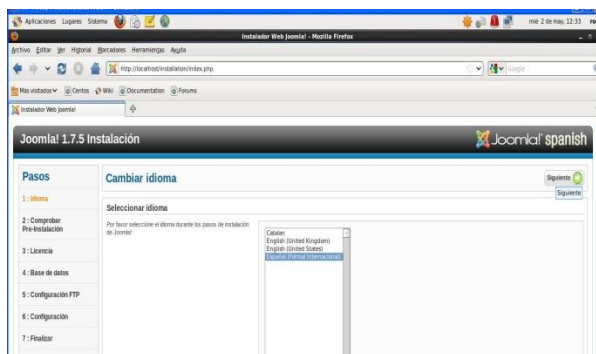 Aplicaciones Lugares Sistema
mié 2 de may, 12:33
Instalador Web Joomla! - Mozilla Firefox
Archivo Editar Ver Historial Marcadores Herramientas Ayuda
http://localhost/installation/index.php
Google
Más visitados Centos Wiki Documentation Forums
Instalador Web Joomla!
Joomla! 1.7.5 Instalación
Joomla! spanish
Pasos
Cambiar idioma
Siguiente
Siguiente
1 : Idioma
Seleccionar idioma
2 : Comprobar
Pre-Instalación
Por favor seleccione el idioma durante los pasos de instalación
de Joomla!:
Catalan
English (United Kingdom)
English (United States)
Español (Formal Internacional)
3 : Licencia
4 : Base de datos
5 : Configuración FTP
6 : Configuración
7 : Finalizar